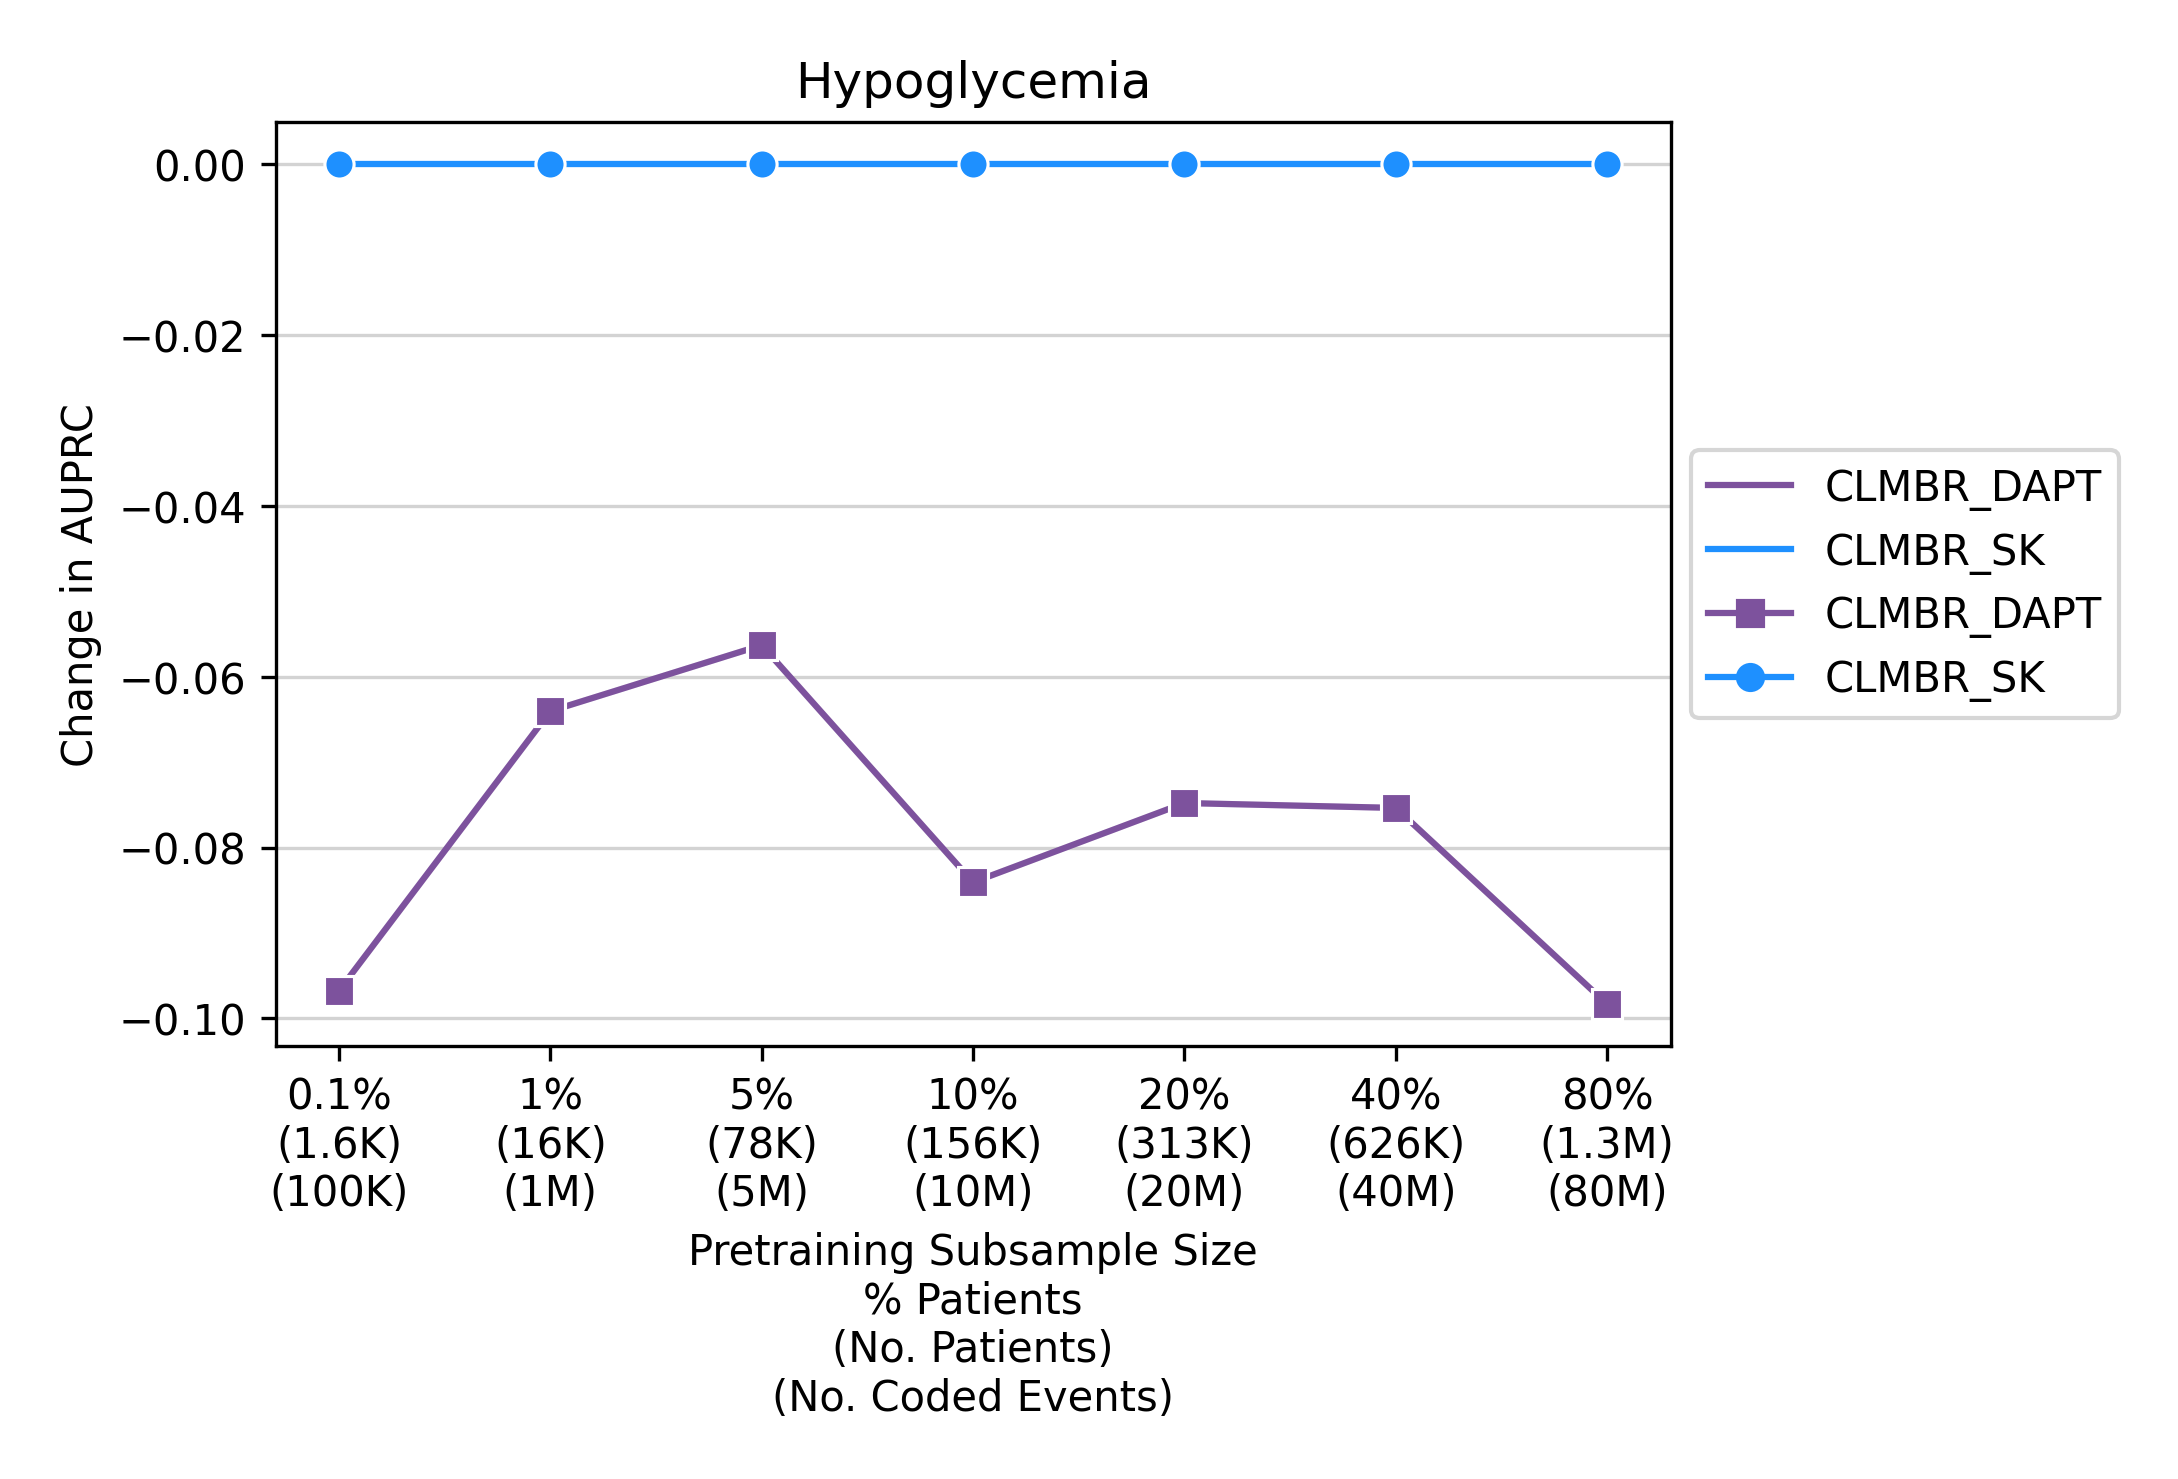 Hypoglycemia
0.00
−0.02
−0.04
−0.06
−0.08
−0.10
Change in AUPRC
CLMBR_DAPT
CLMBR_SK
CLMBR_DAPT
CLMBR_SK
0.1% 1% 5% 10% 20% 40% 80%
(1.6K) (16K) (78K) (156K) (313K) (626K) (1.3M)
(100K) (1M) (5M) (10M) (20M) (40M) (80M)
Pretraining Subsample Size
% Patients
(No. Patients)
(No. Coded Events)